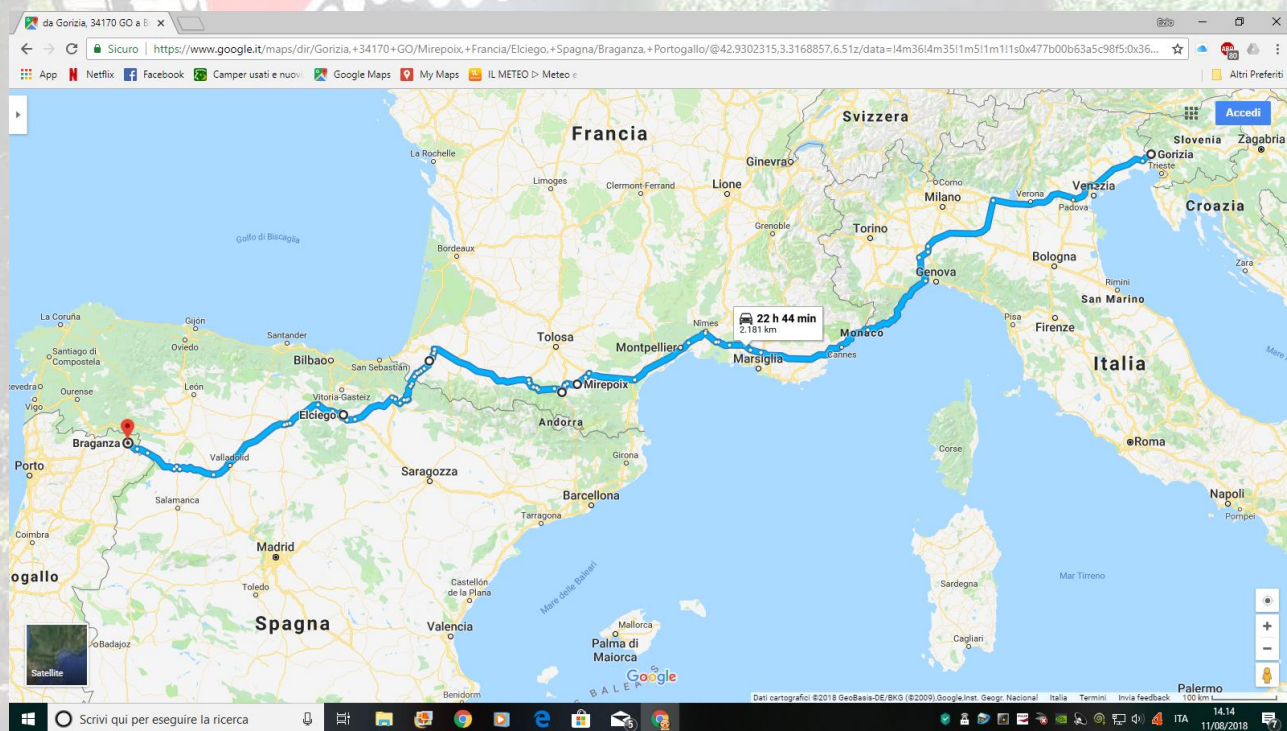 da Gorizia, 34170 GO a B
Ezio
Sicuro | https://www.google.it/maps/dir/Gorizia,+34170+GO/Mirepoix,+Francia/Elciego,+Spagna/Braganza,+Portogallo/@42.9302315,3.3168857,6.51z/data=!4m36!4m35!1m5!1m1!1s0x477b00b63a5c98f5:0x36...
80
App Netflix Facebook Camper usati e nuov Google Maps My Maps IL METEO ▷ Meteo e Altri Preferiti
Accedi
Svizzera
Slovenia Zagabria
Francia
La Rochelle
Ginevra
Gorizia
Trieste
Limoges Clermont-Ferrand Lione
Como
Milano Verona Venezia
Padova
Croazia
Grenoble Torino
Golfo di Biscaglia
Bordeaux
Bologna
Genova
Zara
Rimini
San Marino
La Coruña Gijón
22 h 44 min
2.181 km
Nîmes
Monaco
Pisa
Firenze
Santander
Oviedo
Tolosa
Montpellier
Marsiglia Cannes
Santiago di Compostela
Bilbao San Sebastián
Italia
Mirepoix
León
Vitoria-Gasteiz
Ourense
Vigo
Elciego
Andorra
Braganza
Corse
Roma
Girona
Valladolid
Porto
Saragozza
Barcellona
Napoli
Salamanca
Tarragona
Pompei
Coimbra
Madrid
ogallo
Mar Tirreno
Castellón de la Plana
Mare delle Baleari
Sardegna
Toledo
Spagna
Valencia
Mallorca
Palma di Maiorca
Cagliari
Badajoz
Satellite
Google
BALEARS
Benidorm
Palermo
Dati cartografici ©2018 GeoBasis-DE/BKG (©2009),Google,Inst. Geogr. Nacional Italia Termini Invia feedback 100 km
Scrivi qui per eseguire la ricerca
ITA
14.14
11/08/2018